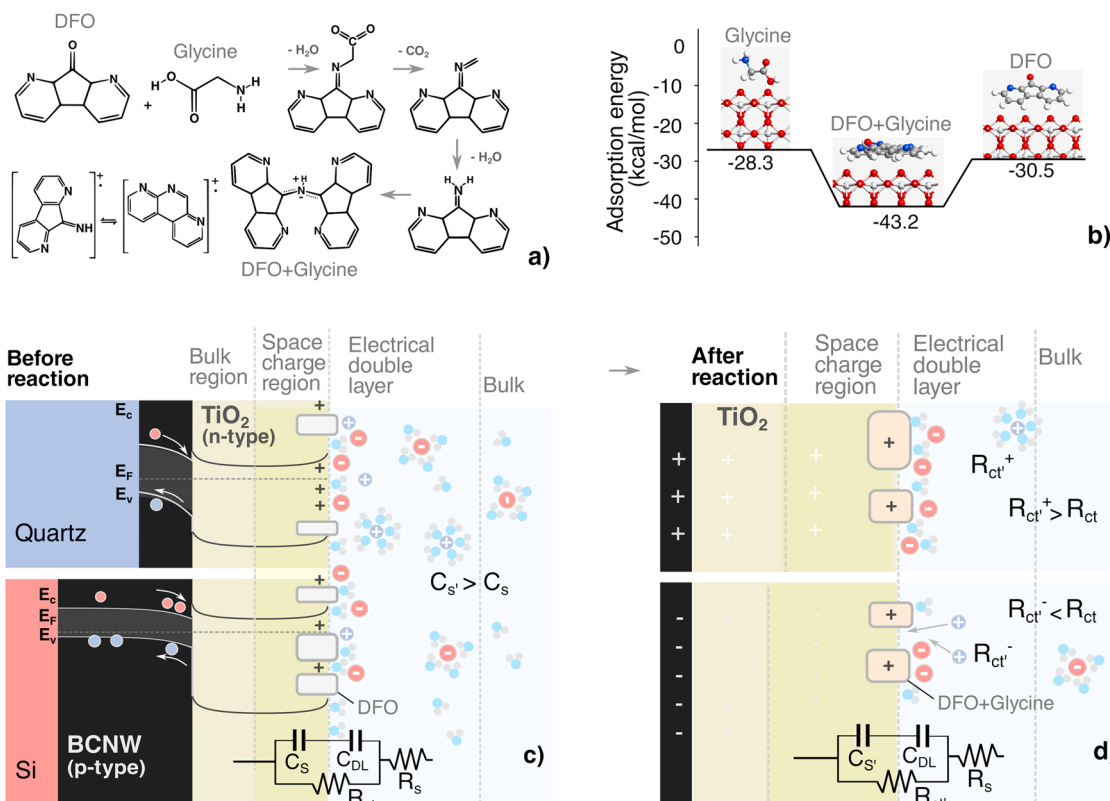 DFO
Glycine
+
- H₂O
- CO₂
- H₂O
DFO+Glycine
a)
Adsorption energy
(kcal/mol)
0
-10
-20
-30
-40
-50
Glycine
-28.3
DFO+Glycine
-43.2
DFO
-30.5
b)
Before
reaction
Bulk
region
Space
charge
region
Electrical
double
layer
Bulk
TiO₂
(n-type)
Ec
EF
Ev
Quartz
Cs' > Cs
Ec
EF
Ev
DFO
BCNW
(p-type)
Si
CS
CDL
RS
c)
After
reaction
Space
charge
region
Electrical
double
layer
Bulk
TiO₂
Rct'⁺
Rct'⁺> Rct
Rct'⁻< Rct
Rct'⁻
DFO+Glycine
CS'
CDL
Rs
d